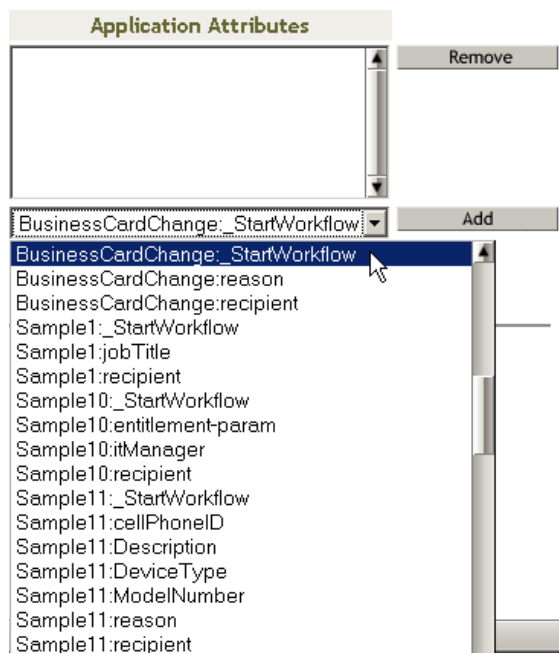 Application Attributes
Remove
BusinessCardChange:_StartWorkflow
Add
BusinessCardChange:_StartWorkflow
BusinessCardChange:reason
BusinessCardChange:recipient
Sample1:_StartWorkflow
Sample1:jobTitle
Sample1:recipient
Sample10:_StartWorkflow
Sample10:entitlement-param
Sample10:itManager
Sample10:recipient
Sample11:_StartWorkflow
Sample11:cellPhoneID
Sample11:Description
Sample11:DeviceType
Sample11:ModelNumber
Sample11:reason
Sample11:recipient